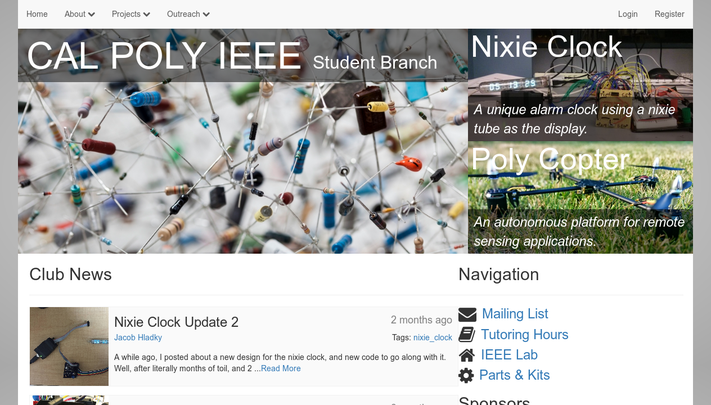 Home About Projects Outreach Login Register
CAL POLY IEEE Student Branch
Nixie Clock
A unique alarm clock using a nixie
tube as the display.
Poly Copter
An autonomous platform for remote
sensing applications.
Club News
Nixie Clock Update 2
2 months ago
Jacob Hladky
Tags: nixie_clock
A while ago, I posted about a new design for the nixie clock, and new code to go along with it.
Well, after literally months of toil, and 2 ...Read More
Navigation
Mailing List
Tutoring Hours
IEEE Lab
Parts & Kits
Sponsors